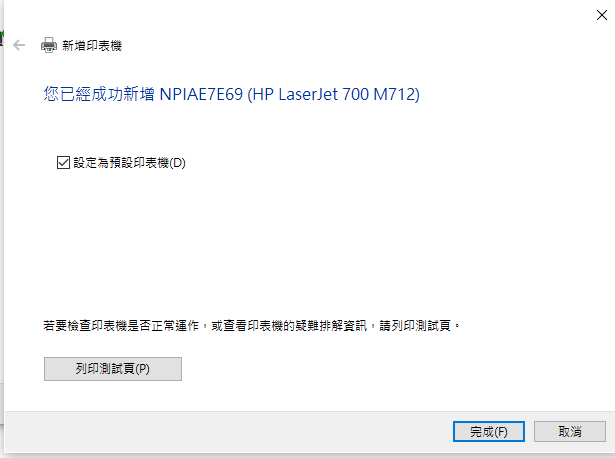 新增印表機
您已經成功新增 NPIAE7E69 (HP LaserJet 700 M712)
設定為預設印表機(D)
若要檢查印表機是否正常運作，或查看印表機的疑難排解資訊，請列印測試頁。
列印測試頁(P)
完成(F)
取消